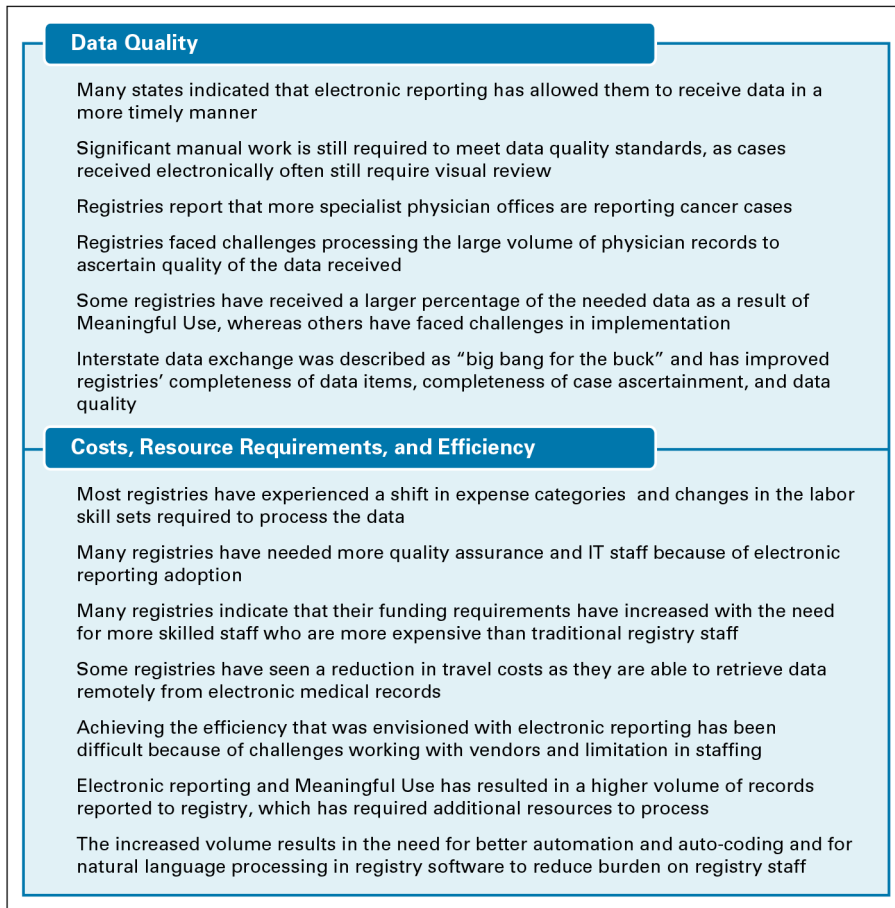 Data Quality
Many states indicated that electronic reporting has allowed them to receive data in a
more timely manner
Significant manual work is still required to meet data quality standards, as cases
received electronically often still require visual review
Registries report that more specialist physician offices are reporting cancer cases
Registries faced challenges processing the large volume of physician records to
ascertain quality of the data received
Some registries have received a larger percentage of the needed data as a result of
Meaningful Use, whereas others have faced challenges in implementation
Interstate data exchange was described as “big bang for the buck” and has improved
registries’ completeness of data items, completeness of case ascertainment, and data
quality
Costs, Resource Requirements, and Efficiency
Most registries have experienced a shift in expense categories  and changes in the labor
skill sets required to process the data
Many registries have needed more quality assurance and IT staff because of electronic
reporting adoption
Many registries indicate that their funding requirements have increased with the need
for more skilled staff who are more expensive than traditional registry staff
Some registries have seen a reduction in travel costs as they are able to retrieve data
remotely from electronic medical records
Achieving the efficiency that was envisioned with electronic reporting has been
difficult because of challenges working with vendors and limitation in staffing
Electronic reporting and Meaningful Use has resulted in a higher volume of records
reported to registry, which has required additional resources to process
The increased volume results in the need for better automation and auto-coding and for
natural language processing in registry software to reduce burden on registry staff